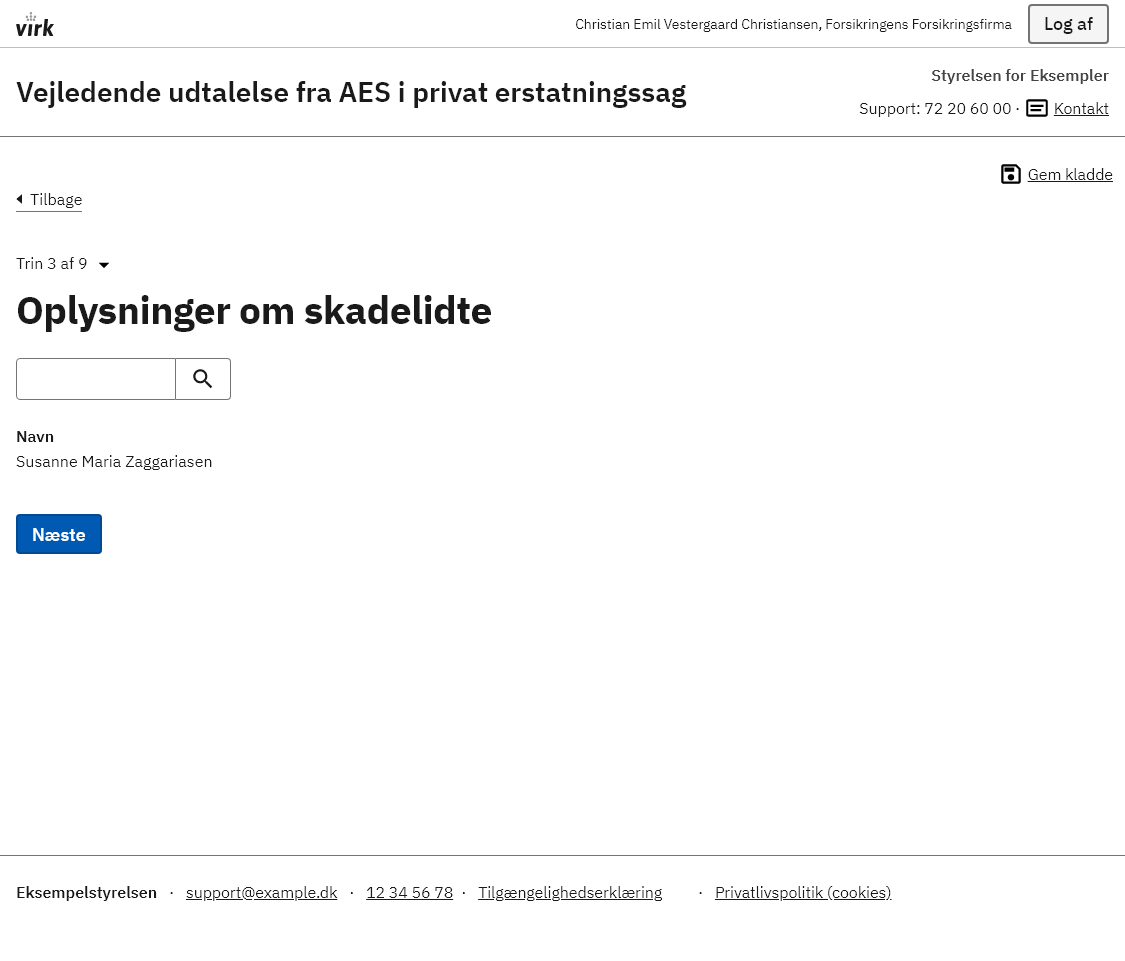 virk
Christian Emil Vestergaard Christiansen, Forsikringens Forsikringsfirma
Log af
Vejledende udtalelse fra AES i privat erstatningssag
Styrelsen for Eksempler
Support: 72 20 60 00 · Kontakt
Gem kladde
Tilbage
Trin 3 af 9
Oplysninger om skadelidte
Navn
Susanne Maria Zaggariasen
Næste
Eksempelstyrelsen · support@example.dk · 12 34 56 78 · Tilgængelighedserklæring · Privatlivspolitik (cookies)